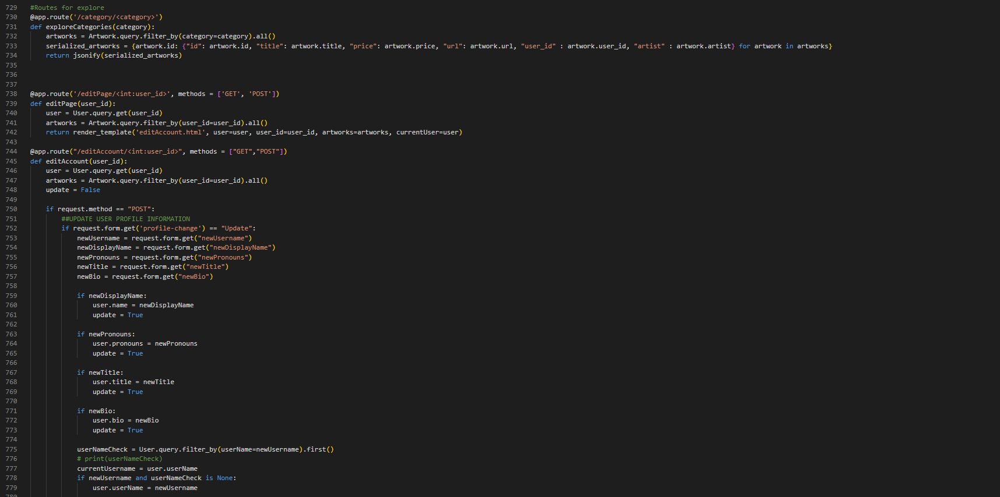 729 #Routes for explore
730 @app.route('/category/<category>')
731 def exploreCategories(category):
732     artworks = Artwork.query.filter_by(category=category).all()
733     serialized_artworks = {artwork.id: {"id": artwork.id, "title": artwork.title, "price": artwork.price, "url": artwork.url, "user_id" : artwork.user_id, "artist" : artwork.artist} for artwork in artworks}
734     return jsonify(serialized_artworks)
735
736
737
738 @app.route('/editPage/<int:user_id>', methods = ['GET', 'POST'])
739 def editPage(user_id):
740     user = User.query.get(user_id)
741     artworks = Artwork.query.filter_by(user_id=user_id).all()
742     return render_template('editAccount.html', user=user, user_id=user_id, artworks=artworks, currentUser=user)
743
744 @app.route("/editAccount/<int:user_id>", methods = ["GET","POST"])
745 def editAccount(user_id):
746     user = User.query.get(user_id)
747     artworks = Artwork.query.filter_by(user_id=user_id).all()
748     update = False
749
750     if request.method == "POST":
751         ##UPDATE USER PROFILE INFORMATION
752         if request.form.get('profile-change') == "Update":
753             newUsername = request.form.get("newUsername")
754             newDisplayName = request.form.get("newDisplayName")
755             newPronouns = request.form.get("newPronouns")
756             newTitle = request.form.get("newTitle")
757             newBio = request.form.get("newBio")
758
759             if newDisplayName:
760                 user.name = newDisplayName
761                 update = True
762
763             if newPronouns:
764                 user.pronouns = newPronouns
765                 update = True
766
767             if newTitle:
768                 user.title = newTitle
769                 update = True
770
771             if newBio:
772                 user.bio = newBio
773                 update = True
774
775             userNameCheck = User.query.filter_by(userName=newUsername).first()
776             # print(userNameCheck)
777             currentUsername = user.userName
778             if newUsername and userNameCheck is None:
779                 user.userName = newUsername
780